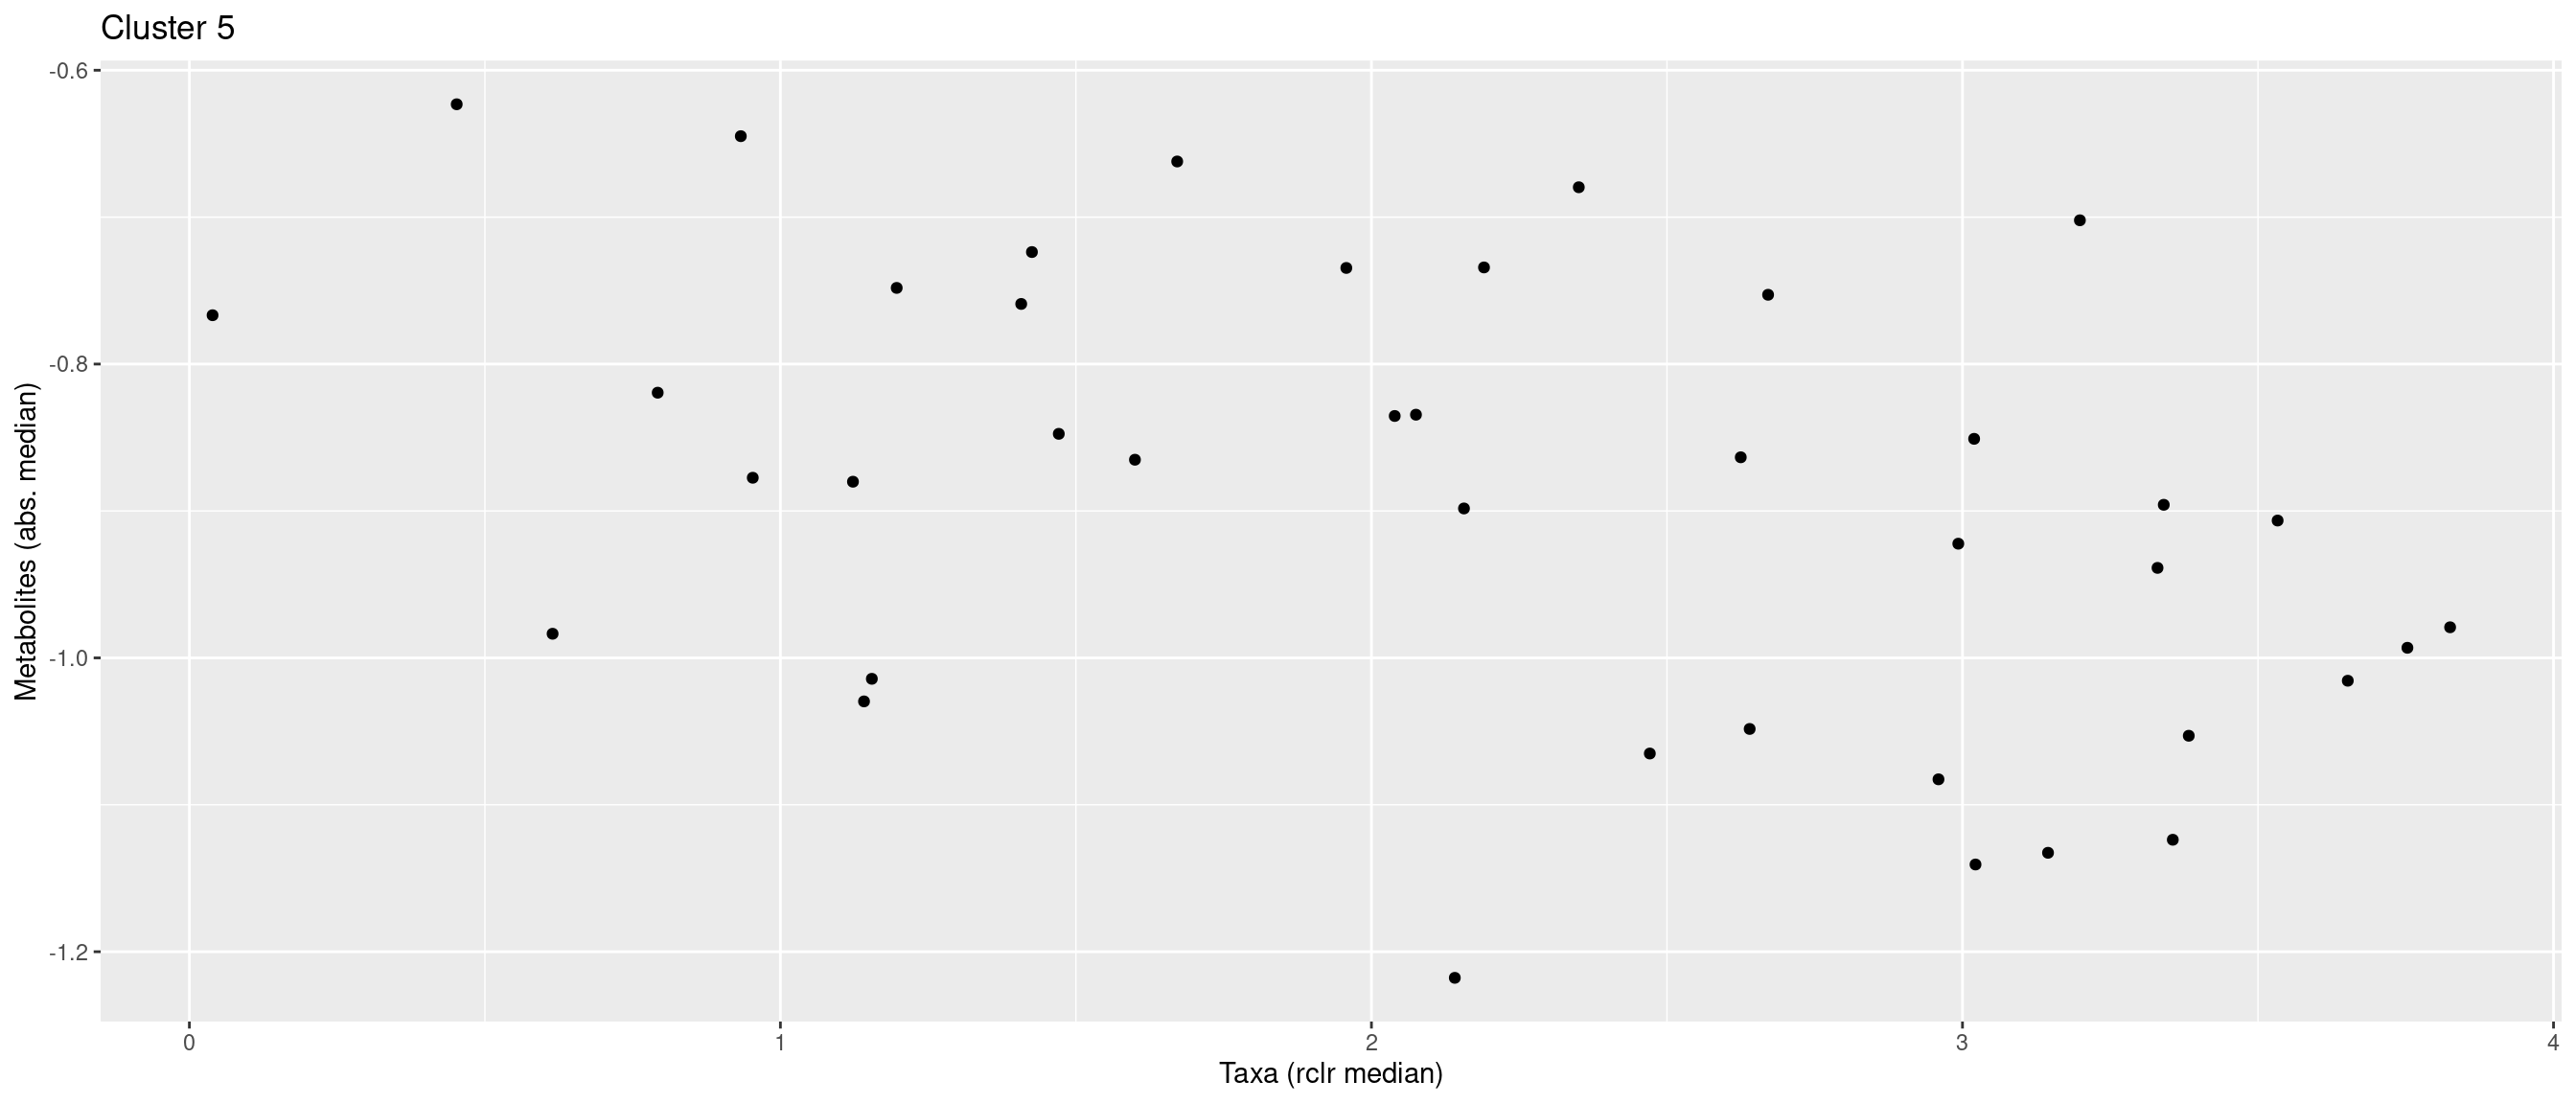 Cluster 5
-0.6
-0.8
-1.0
-1.2
Metabolites (abs. median)
0 1 2 3 4
Taxa (rclr median)